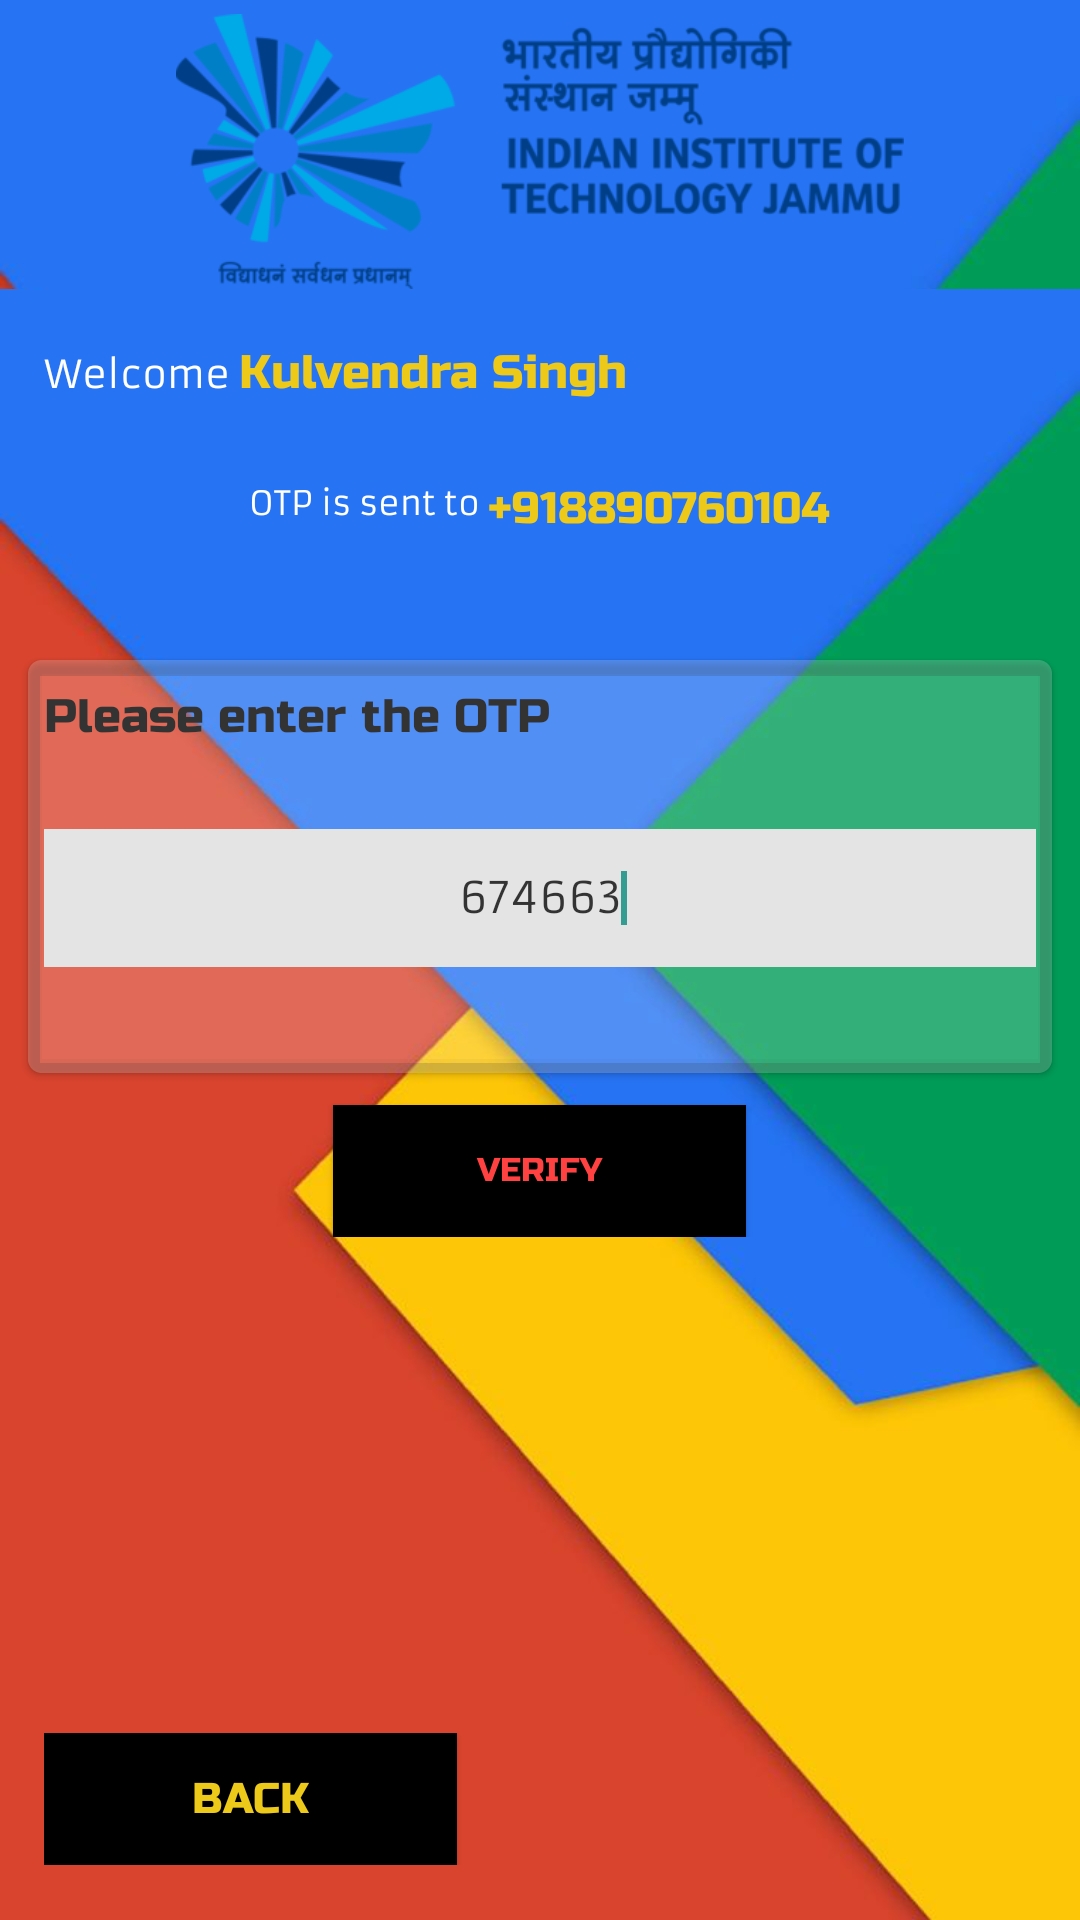 भारतीय प्रौद्योगिकी
संस्थान जम्मू
INDIAN INSTITUTE OF
TECHNOLOGY JAMMU
विद्याधनं सर्वधन प्रधानम्
Welcome Kulvendra Singh
OTP is sent to +918890760104
Please enter the OTP
674663
VERIFY
BACK